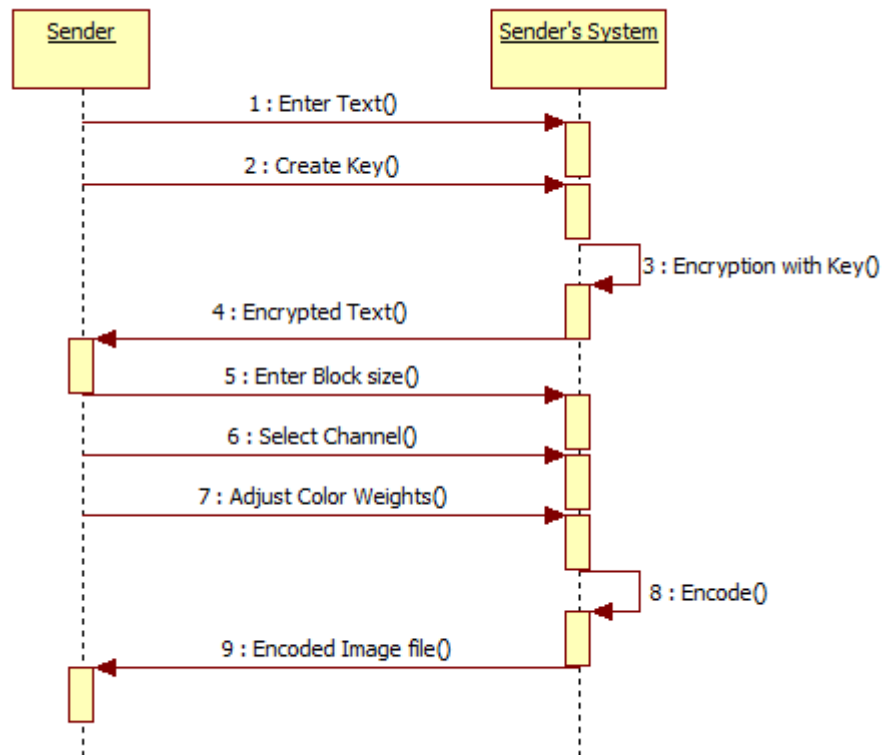 Sender
Sender's System
1 : Enter Text()
2 : Create Key()
3 : Encryption with Key()
4 : Encrypted Text()
5 : Enter Block size()
6 : Select Channel()
7 : Adjust Color Weights()
8 : Encode()
9 : Encoded Image file()